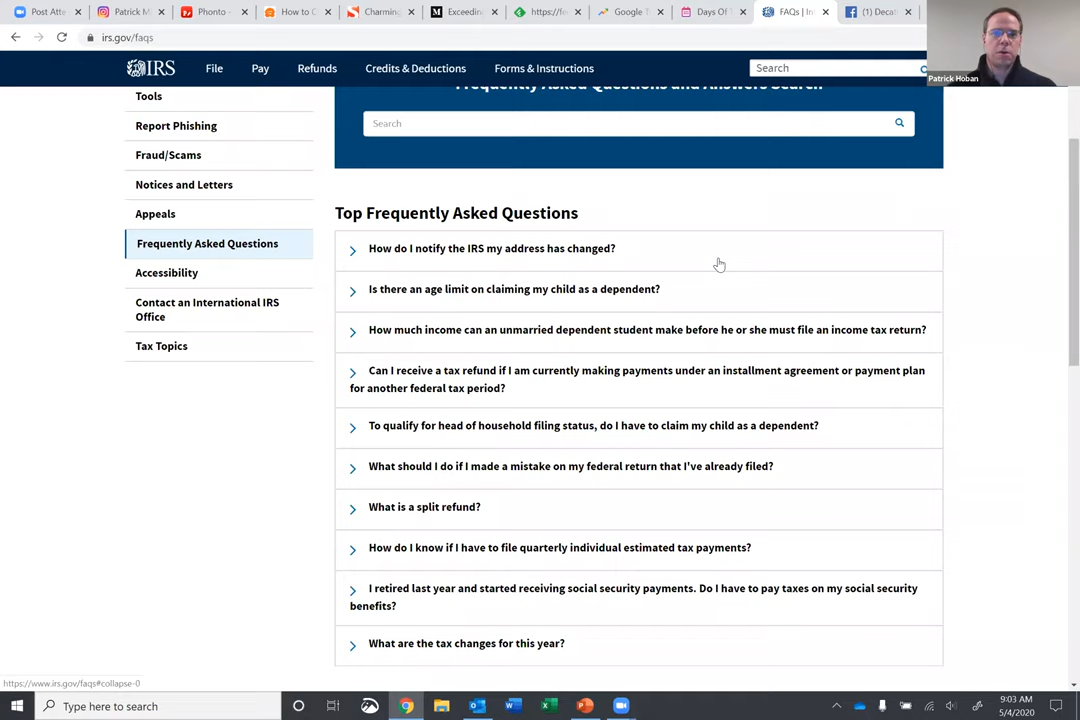 Post Atte
Patrick M
Phonto -
How to C
Charming
Exceeding
https://fe
Google T
Days Of
FAQs | In
(1) Decat
irs.gov/faqs
IRS
File
Pay
Refunds
Credits & Deductions
Forms & Instructions
Search
Patrick Hoban
Frequently Asked Questions and Answers Search
Search
Tools
Report Phishing
Fraud/Scams
Notices and Letters
Appeals
Frequently Asked Questions
Accessibility
Contact an International IRS
Office
Tax Topics
Top Frequently Asked Questions
How do I notify the IRS my address has changed?
Is there an age limit on claiming my child as a dependent?
How much income can an unmarried dependent student make before he or she must file an income tax return?
Can I receive a tax refund if I am currently making payments under an installment agreement or payment plan
for another federal tax period?
To qualify for head of household filing status, do I have to claim my child as a dependent?
What should I do if I made a mistake on my federal return that I've already filed?
What is a split refund?
How do I know if I have to file quarterly individual estimated tax payments?
I retired last year and started receiving social security payments. Do I have to pay taxes on my social security
benefits?
What are the tax changes for this year?
https://www.irs.gov/faqs#collapse-0
Type here to search
9:03 AM
5/4/2020